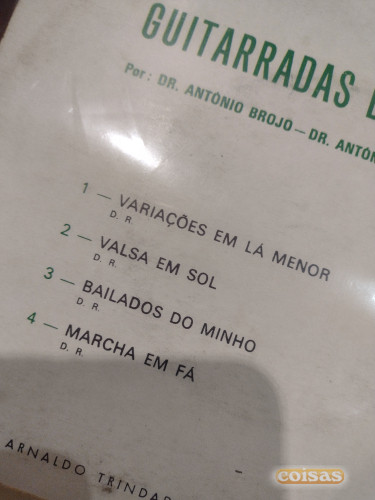 GUITARRADAS
Por: DR. ANTÓNIO BROJO — DR. ANTÓN
1 — VARIAÇÕES EM LÁ MENOR
D. R.
2 — VALSA EM SOL
D. R.
3 — BAILADOS DO MINHO
D. R.
4 — MARCHA EM FÁ
D. R.
ARNALDO TRINDA
coisas